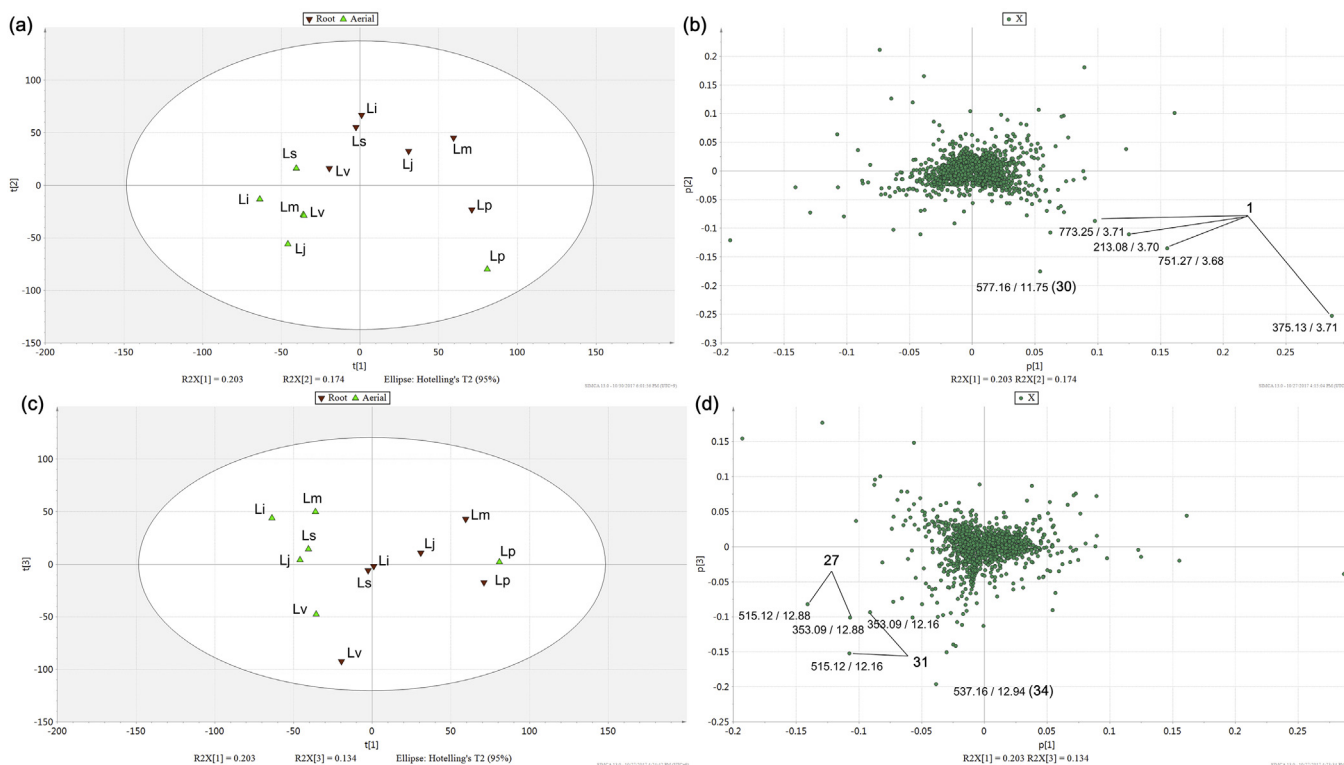 (a)
Root Aerial
t[2]
100
50
0
-50
-100
-150
Li
Ls
Lm
Lj
Ls
Lv
Li
Lm Lv
Lp
Lj
Lp
-200 -150 -100 -50 0 50 100 150
t[1]
R2X[1] = 0.203 R2X[2] = 0.174 Ellipse: Hotelling's T2 (95%)
(b)
X
p[2]
0.2
0.15
0.1
0.05
0
-0.05
-0.1
-0.15
-0.2
-0.25
-0.3
1
773.25 / 3.71
213.08 / 3.70
751.27 / 3.68
577.16 / 11.75 (30)
375.13 / 3.71
-0.2 -0.15 -0.1 -0.05 0 0.05 0.1 0.15 0.2 0.25
p[1]
R2X[1] = 0.203 R2X[2] = 0.174
(c)
Root Aerial
t[3]
100
50
0
-50
-100
-150
Lm
Li
Lm
Ls
Lj
Lj
Li
Lp
Ls
Lp
Lv
Lv
-200 -150 -100 -50 0 50 100 150
t[1]
R2X[1] = 0.203 R2X[3] = 0.134 Ellipse: Hotelling's T2 (95%)
(d)
X
p[3]
0.15
0.1
0.05
0
-0.05
-0.1
-0.15
-0.2
-0.25
27
515.12 / 12.88
353.09 / 12.88
353.09 / 12.16
515.12 / 12.16
31
537.16 / 12.94 (34)
-0.2 -0.15 -0.1 -0.05 0 0.05 0.1 0.15 0.2 0.25
p[1]
R2X[1] = 0.203 R2X[3] = 0.134